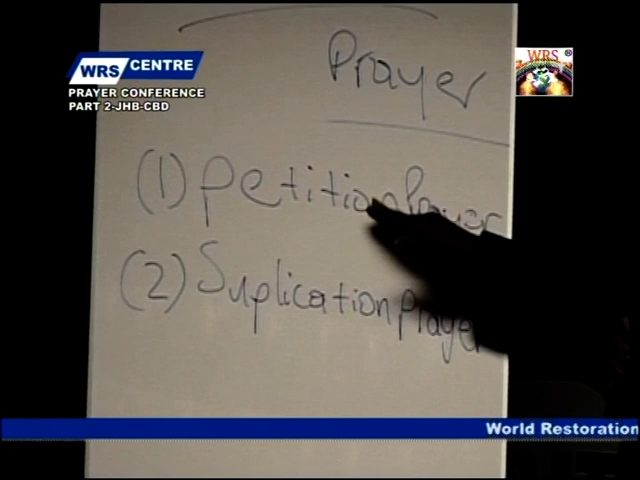 WRS CENTRE
PRAYER CONFERENCE
PART 2-JHB-CBD
WRS
Prayer
(1) Petition Prayer
(2) Suplication prayer
World Restoration